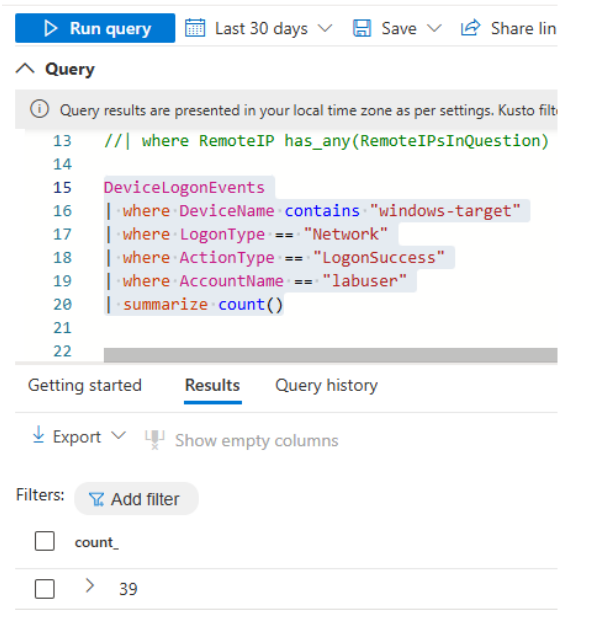 Run query Last 30 days Save Share lin
Query
Query results are presented in your local time zone as per settings. Kusto filt
13 //| where RemoteIP has_any(RemoteIPsInQuestion)
14
15 DeviceLogonEvents
16 | where DeviceName contains "windows-target"
17 | where LogonType == "Network"
18 | where ActionType == "LogonSuccess"
19 | where AccountName == "labuser"
20 | summarize count()
21
22
Getting started Results Query history
Export Show empty columns
Filters: Add filter
count_
39